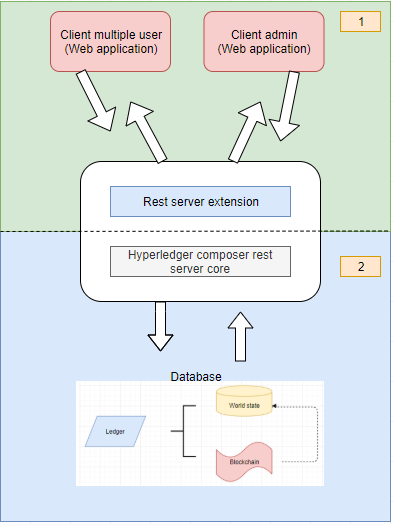 Client multiple user
(Web application)
Client admin
(Web application)
1
Rest server extension
Hyperledger composer rest
server core
2
Database
World state
Ledger
Blockchain